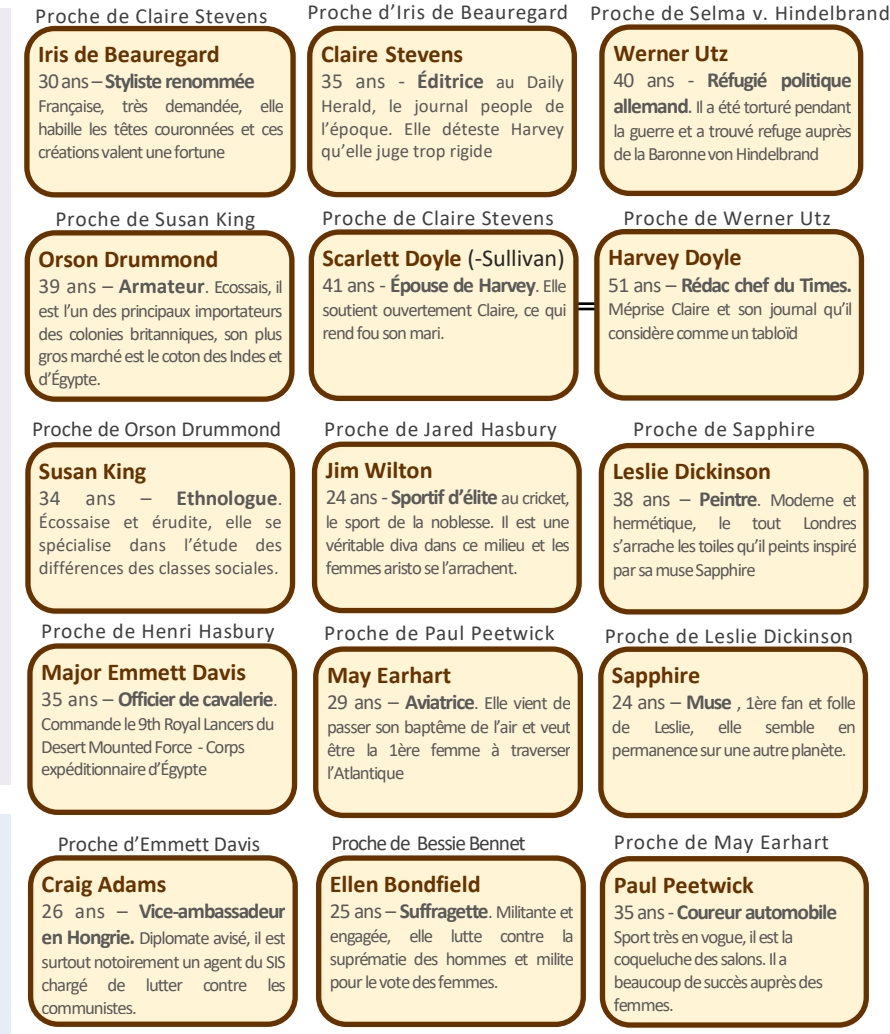 Proche de Claire Stevens
Iris de Beauregard
30 ans – Styliste renommée
Française, très demandée, elle
habille les têtes couronnées et ces
créations valent une fortune
Proche d’Iris de Beauregard
Claire Stevens
35 ans - Éditrice au Daily
Herald, le journal people de
l’époque. Elle déteste Harvey
qu’elle juge trop rigide
Proche de Selma v. Hindelbrand
Werner Utz
40 ans - Réfugié politique
allemand. Il a été torturé pendant
la guerre et a trouvé refuge auprès
de la Baronne von Hindelbrand
Proche de Susan King
Orson Drummond
39 ans – Armateur. Ecossais, il
est l’un des principaux importateurs
des colonies britanniques, son plus
gros marché est le coton des Indes et
d’Égypte.
Proche de Claire Stevens
Scarlett Doyle (-Sullivan)
41 ans - Épouse de Harvey. Elle
soutient ouvertement Claire, ce qui
rend fou son mari.
=
Proche de Werner Utz
Harvey Doyle
51 ans – Rédac chef du Times.
Méprise Claire et son journal qu’il
considère comme un tabloïd
Proche de Orson Drummond
Susan King
34 ans – Ethnologue.
Écossaise et érudite, elle se
spécialise dans l’étude des
différences des classes sociales.
Proche de Jared Hasbury
Jim Wilton
24 ans - Sportif d’élite au cricket,
le sport de la noblesse. Il est une
véritable diva dans ce milieu et les
femmes aristo se l’arrachent.
Proche de Sapphire
Leslie Dickinson
38 ans – Peintre. Moderne et
hermétique, le tout Londres
s’arrache les toiles qu’il peints inspiré
par sa muse Sapphire
Proche de Henri Hasbury
Major Emmett Davis
35 ans – Officier de cavalerie.
Commande le 9th Royal Lancers du
Desert Mounted Force - Corps
expéditionnaire d’Égypte
Proche de Paul Peetwick
May Earhart
29 ans – Aviatrice. Elle vient de
passer son baptême de l’air et veut
être la 1ère femme à traverser
l’Atlantique
Proche de Leslie Dickinson
Sapphire
24 ans – Muse , 1ère fan et folle
de Leslie, elle semble en
permanence sur une autre planète.
Proche d’Emmett Davis
Craig Adams
26 ans – Vice-ambassadeur
en Hongrie. Diplomate avisé, il est
surtout notoirement un agent du SIS
chargé de lutter contre les
communistes.
Proche de Bessie Bennet
Ellen Bondfield
25 ans – Suffragette. Militante et
engagée, elle lutte contre la
suprématie des hommes et milite
pour le vote des femmes.
Proche de May Earhart
Paul Peetwick
35 ans - Coureur automobile
Sport très en vogue, il est la
coqueluche des salons. Il a
beaucoup de succès auprès des
femmes.